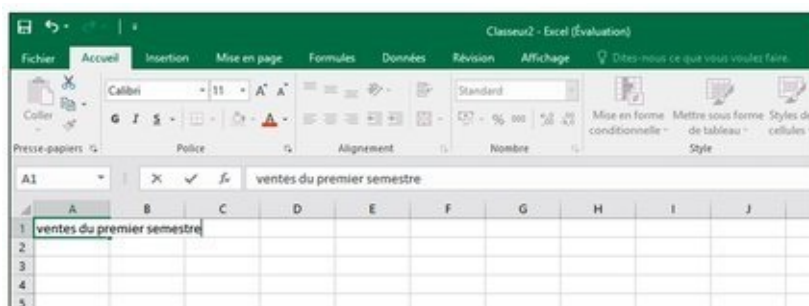 Classeur2 - Excel (Évaluation)
Fichier Accueil Insertion Mise en page Formules Données Révision Affichage Dites-nous ce que vous voulez faire.
Calibri 11 A A Standard
Coller G I S A % 000 Mise en forme conditionnelle Mettre sous forme de tableau Styles de cellules
Presse-papiers Police Alignement Nombre Style
A1 fx ventes du premier semestre
A B C D E F G H I J
1 ventes du premier semestre
2
3
4
5